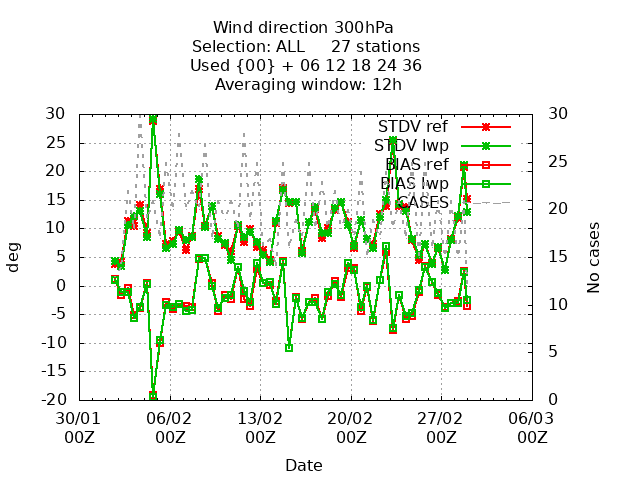 Wind direction 300hPa
Selection: ALL 27 stations
Used {00} + 06 12 18 24 36
Averaging window: 12h
STDV ref
STDV lwp
BIAS ref
BIAS lwp
CASES
deg
30
25
20
15
10
5
0
-5
-10
-15
-20
No cases
30
25
20
15
10
5
0
30/01 06/02 13/02 20/02 27/02 06/03
00Z 00Z 00Z 00Z 00Z 00Z
Date